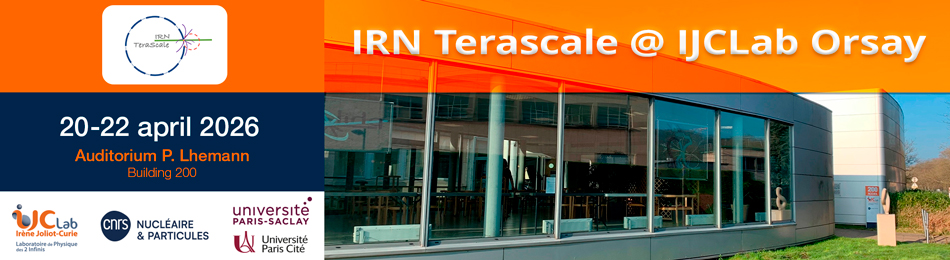 IRN
TeraScale
IRN Terascale @ IJCLab Orsay
20-22 april 2026
Auditorium P. Lhemann
Building 200
IJCLab
Irène Joliot-Curie
Laboratoire de Physique
des 2 Infinis
cnrs
NUCLÉAIRE
& PARTICULES
université
PARIS-SACLAY
Université
Paris Cité
200